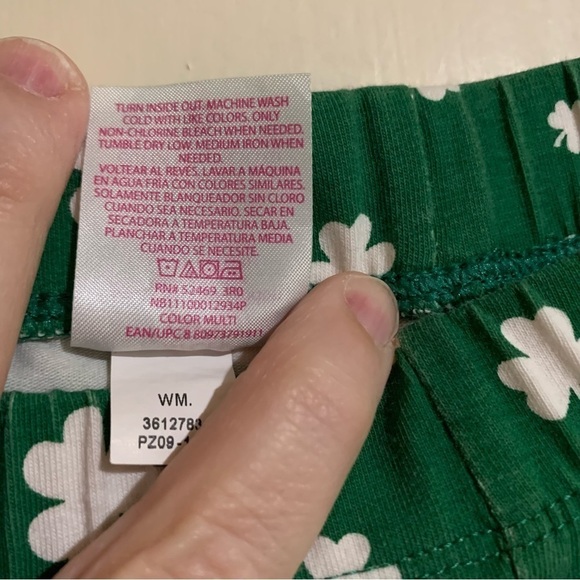 TURN INSIDE OUT. MACHINE WASH
COLD WITH LIKE COLORS. ONLY
NON-CHLORINE BLEACH WHEN NEEDED.
TUMBLE DRY LOW. MEDIUM IRON WHEN
NEEDED.
VOLTEAR AL REVÉS. LAVAR A MÁQUINA
EN AGUA FRÍA CON COLORES SIMILARES.
SOLAMENTE BLANQUEADOR SIN CLORO
CUANDO SEA NECESARIO. SECAR EN
SECADORA A TEMPERATURA BAJA.
PLANCHAR A TEMPERATURA MEDIA
CUANDO SE NECESITE.
RN# 52469 3R0
NB11100012934P
COLOR MULTI
EAN/UPC 8 80973791911
WM.
3612783
PZ09-